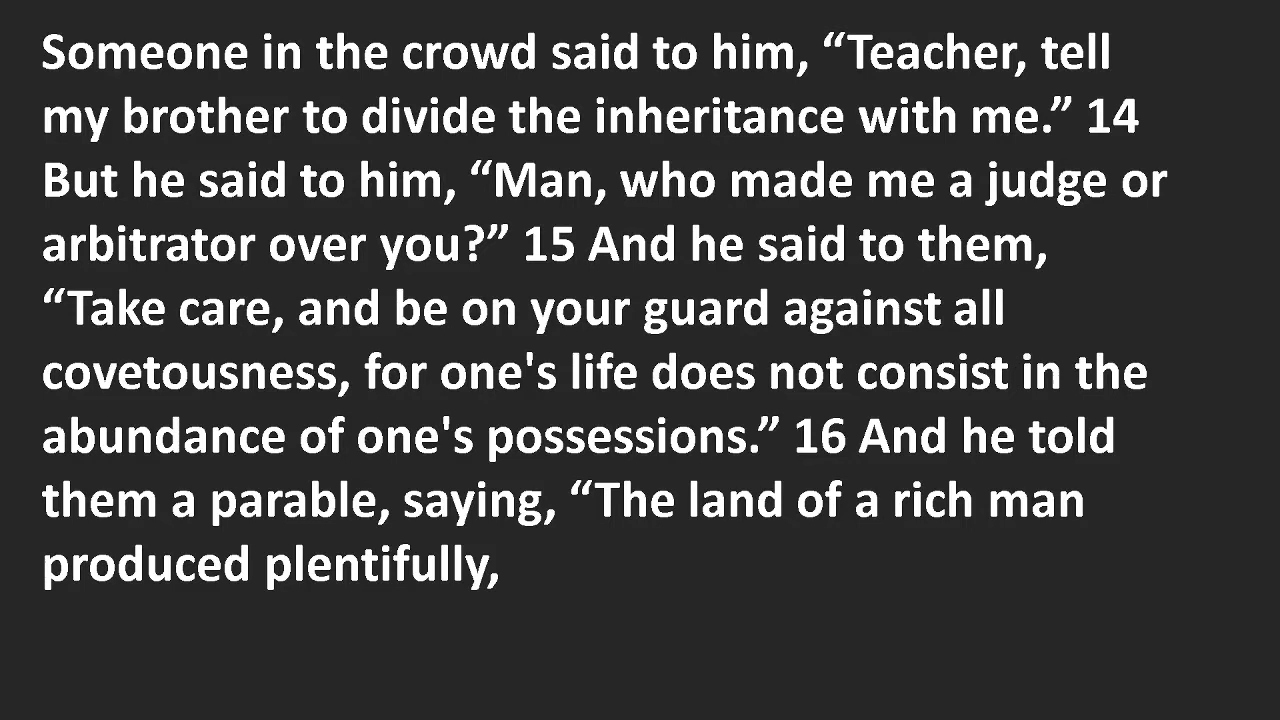 Someone in the crowd said to him, “Teacher, tell
my brother to divide the inheritance with me.” 14
But he said to him, “Man, who made me a judge or
arbitrator over you?” 15 And he said to them,
“Take care, and be on your guard against all
covetousness, for one's life does not consist in the
abundance of one's possessions.” 16 And he told
them a parable, saying, “The land of a rich man
produced plentifully,